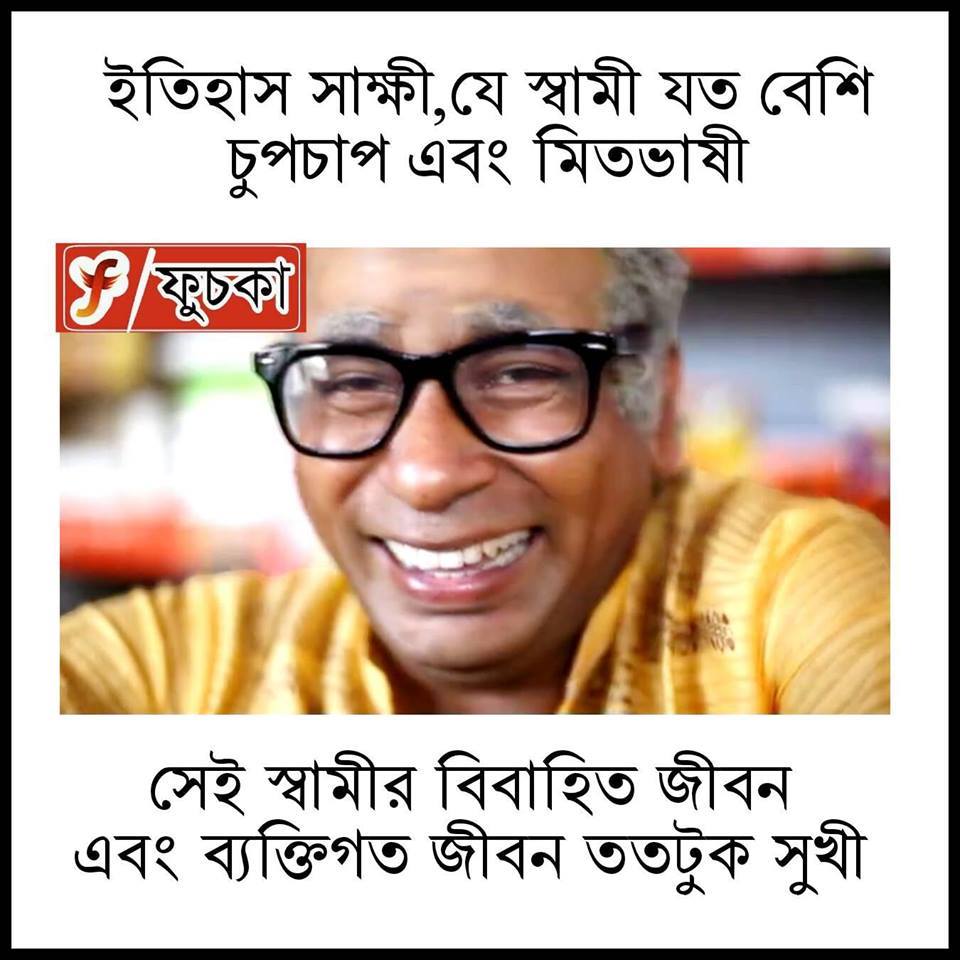 ইতিহাস সাক্ষী,যে স্বামী যত বেশি
চুপচাপ এবং মিতভাষী
f/ফুচকা
সেই স্বামীর বিবাহিত জীবন
এবং ব্যক্তিগত জীবন ততটুক সুখী